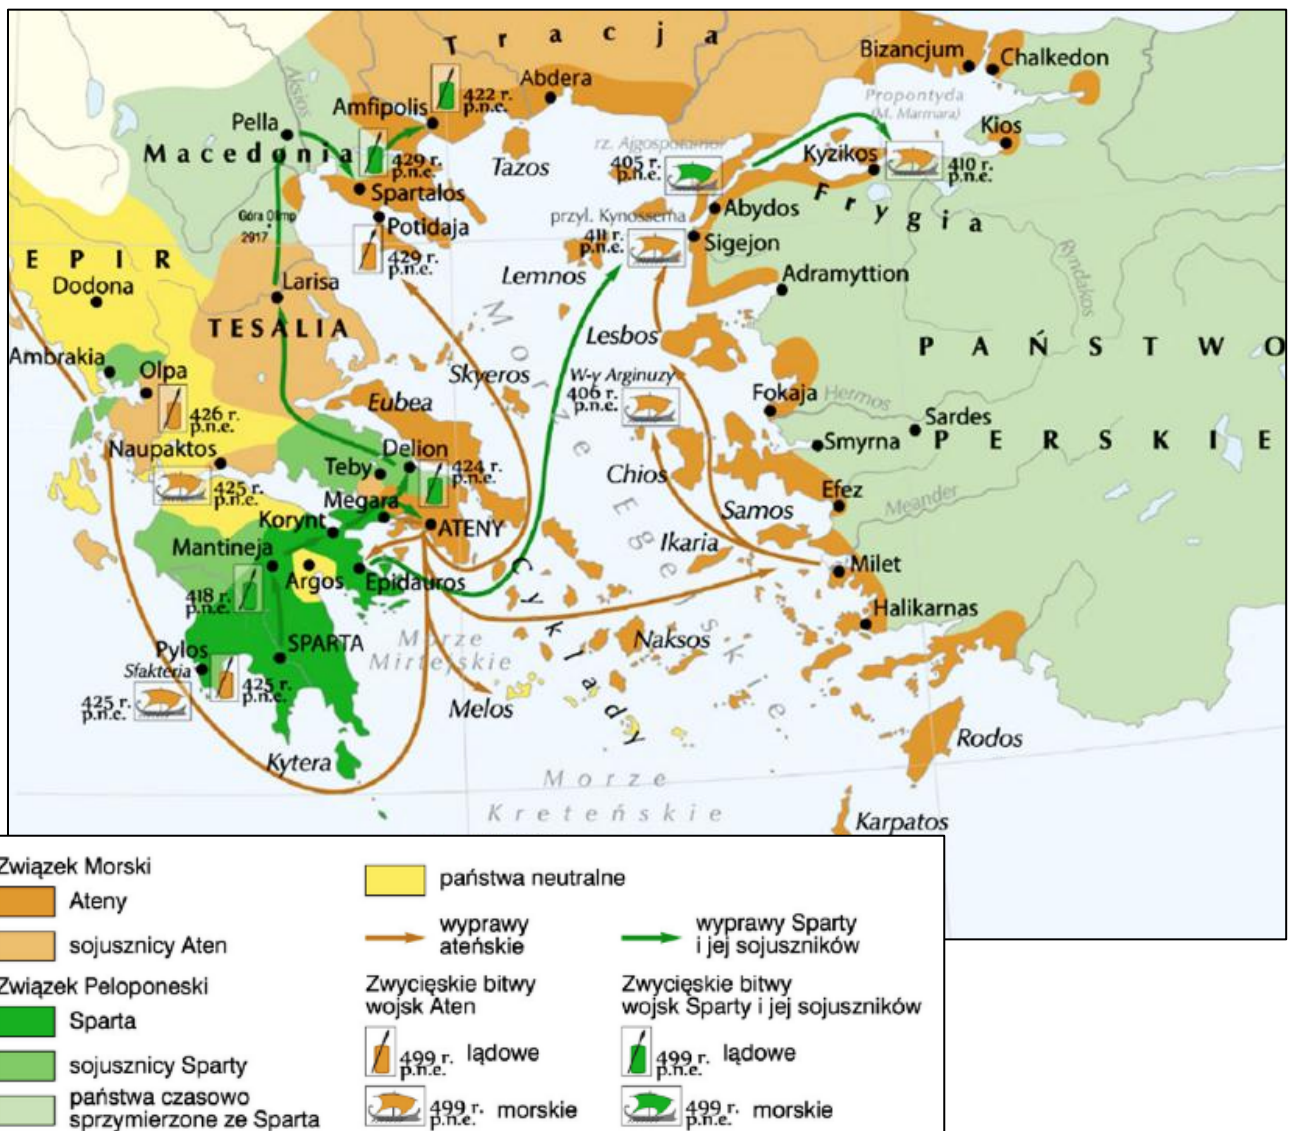 Tracja
Bizancjum
Chalkedon
Abdera
422 r.
p.n.e.
Amfipolis
Aksios
Propontyda
(M. Marmara)
Pella
Kios
Macedonia
429 r.
p.n.e.
Tazos
rz. Ajgospotamoi
405 r.
p.n.e.
Kyzikos
410 r.
p.n.e.
Spartalos
Frygia
Góra Olimp
2917
Potidaja
przyl. Kynossema
Abydos
411 r.
p.n.e.
Sigejon
EPIR
429 r.
p.n.e.
Lemnos
Adramyttion
Ryndakos
Dodona
Larisa
TESALIA
Morze Egejskie
Lesbos
PAŃSTWO
Ambrakia
Olpa
Skyeros
W-y Arginuzy
406 r.
p.n.e.
Fokaja
Hermos
Sardes
426 r.
p.n.e.
Eubea
Smyrna
PERSKIE
Naupaktos
Delion
Teby
424 r.
p.n.e.
Chios
425 r.
p.n.e.
Megara
Efez
Meander
Korynt
ATENY
Samos
Mantineja
Ikaria
Argos
Epidauros
Milet
418 r.
p.n.e.
Cyklady
Halikarnas
Pylos
SPARTA
Morze
Mirtejskie
Naksos
Sfakteria
425 r.
p.n.e.
425 r.
p.n.e.
Melos
Kytera
Rodos
Morze
Kreteńskie
Karpatos
Związek Morski
Ateny
sojusznicy Aten
Związek Peloponeski
Sparta
sojusznicy Sparty
państwa czasowo
sprzymierzone ze Sparta
państwa neutralne
wyprawy
ateńskie
wyprawy Sparty
i jej sojuszników
Zwycięskie bitwy
wojsk Aten
499 r.
p.n.e.
lądowe
499 r.
p.n.e.
morskie
Zwycięskie bitwy
wojsk Sparty i jej sojuszników
499 r.
p.n.e.
lądowe
499 r.
p.n.e.
morskie